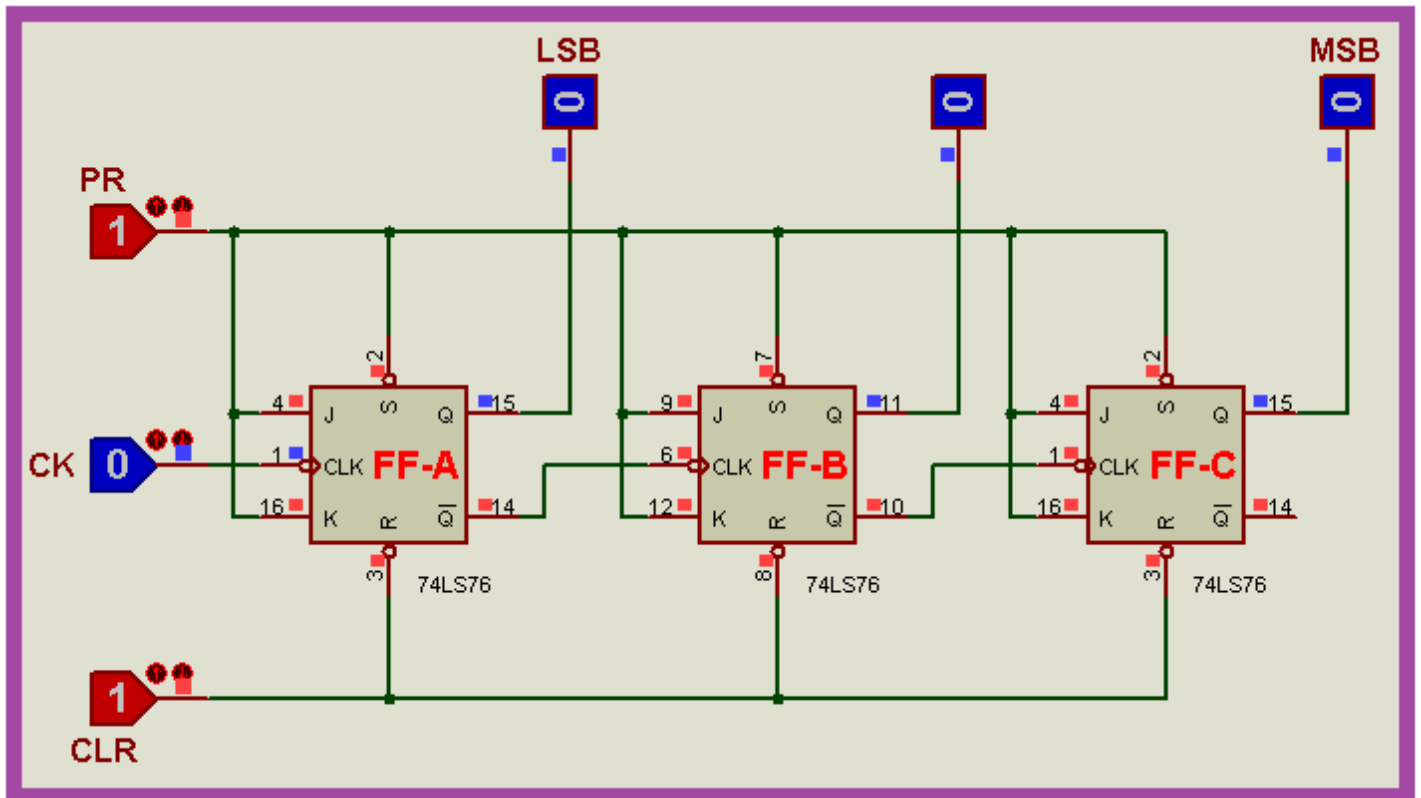 LSB MSB
0 0 0
PR
1
2 7 2
4 J S Q 15 9 J S Q 11 4 J S Q 15
CK 0 1 CLK FF-A 6 CLK FF-B 1 CLK FF-C
16 K R Q 14 12 K R Q 10 16 K R Q 14
3 74LS76 8 74LS76 3 74LS76
1
CLR